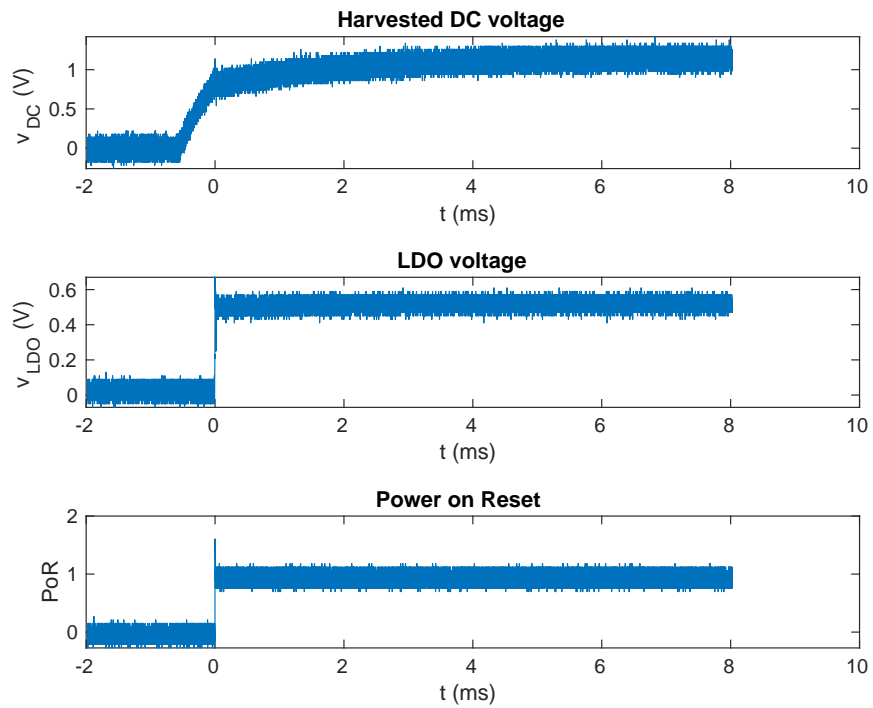 Harvested DC voltage
1
0.5
0
v_DC (V)
-2 0 2 4 6 8 10
t (ms)
LDO voltage
0.6
0.4
0.2
0
v_LDO (V)
-2 0 2 4 6 8 10
t (ms)
Power on Reset
2
1
0
PoR
-2 0 2 4 6 8 10
t (ms)